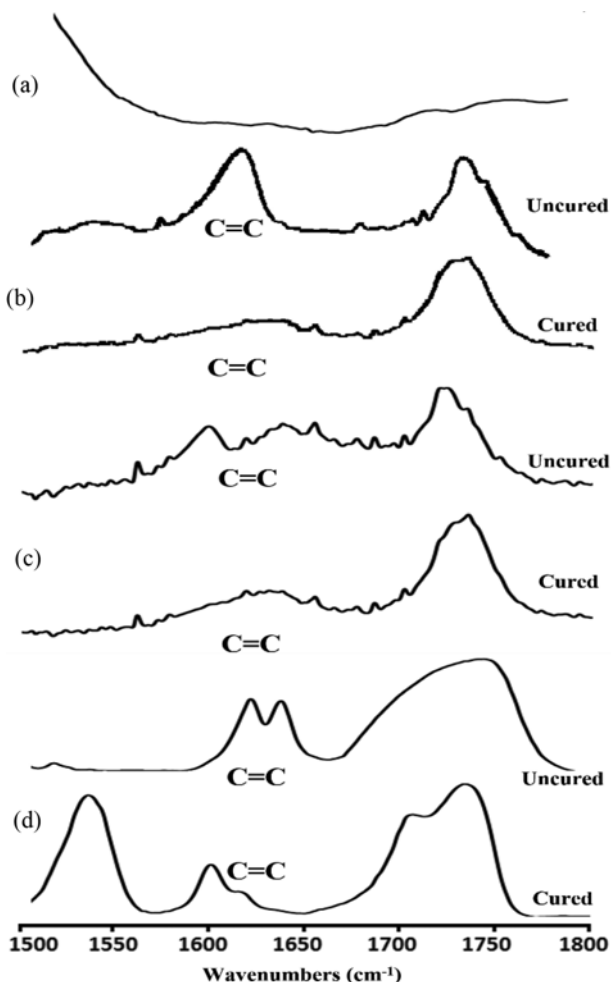 (a)
Uncured
C=C
(b)
Cured
C=C
Uncured
C=C
(c)
Cured
C=C
Uncured
C=C
(d)
C=C
Cured
1500 1550 1600 1650 1700 1750 1800
Wavenumbers (cm⁻¹)